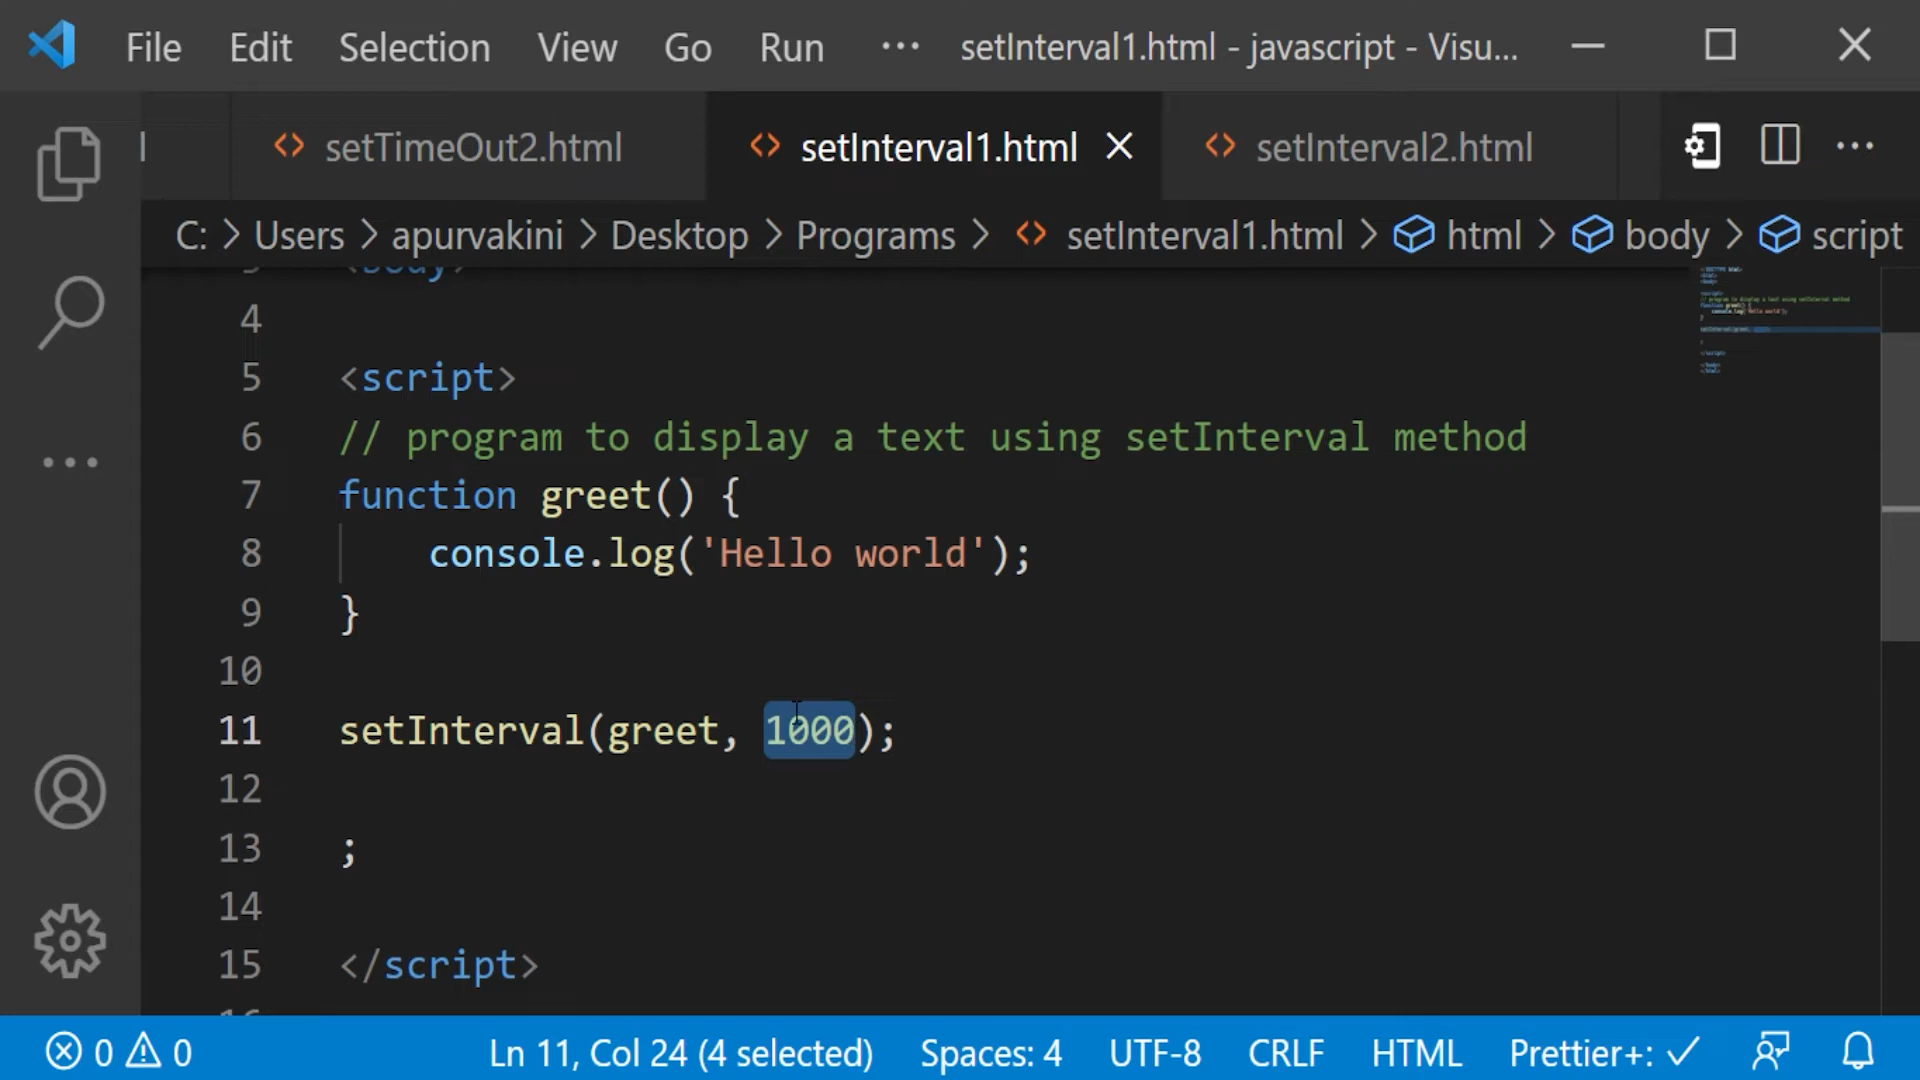 File Edit Selection View Go Run ··· setInterval1.html - javascript - Visu...
setTimeOut2.html setInterval1.html setInterval2.html
C: > Users > apurvakini > Desktop > Programs > setInterval1.html > html > body > script
4
5 <script>
6 // program to display a text using setInterval method
7 function greet() {
8 console.log('Hello world');
9 }
10
11 setInterval(greet, 1000);
12
13 ;
14
15 </script>
0 0 Ln 11, Col 24 (4 selected) Spaces: 4 UTF-8 CRLF HTML Prettier+: ✓